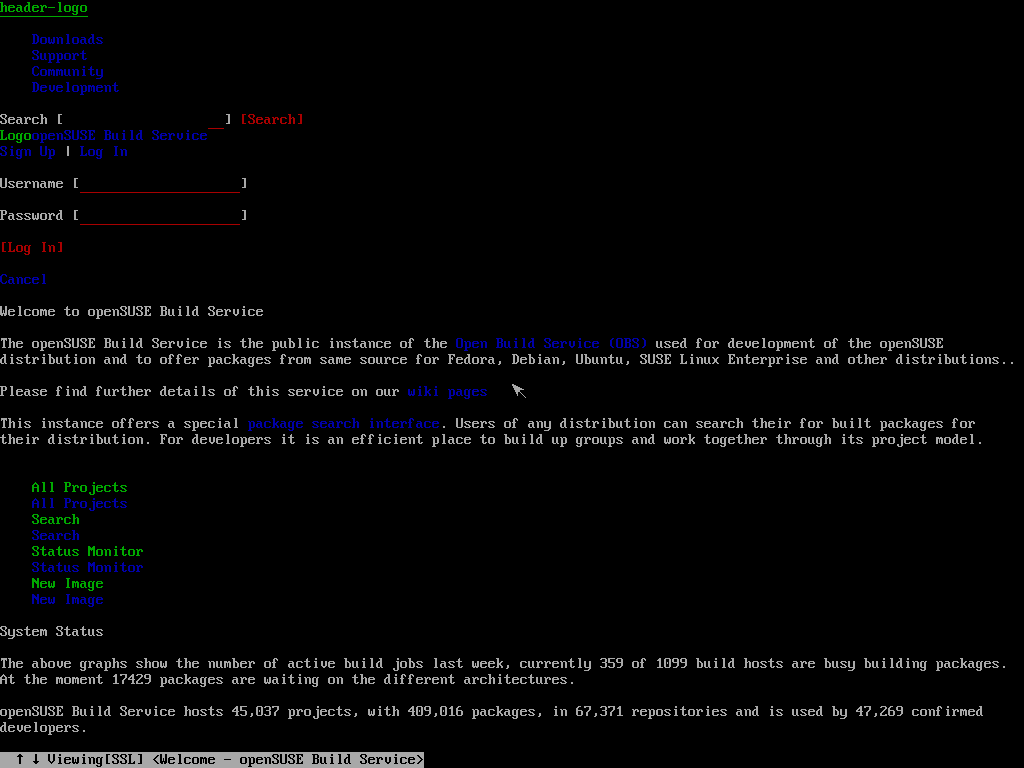 header-logo
Downloads
Support
Community
Development
Search [ ] [Search]
LogoopenSUSE Build Service
Sign Up | Log In
Username [ ]
Password [ ]
[Log In]
Cancel
Welcome to openSUSE Build Service
The openSUSE Build Service is the public instance of the Open Build Service (OBS) used for development of the openSUSE
distribution and to offer packages from same source for Fedora, Debian, Ubuntu, SUSE Linux Enterprise and other distributions..
Please find further details of this service on our wiki pages
This instance offers a special package search interface. Users of any distribution can search their for built packages for
their distribution. For developers it is an efficient place to build up groups and work together through its project model.
All Projects
All Projects
Search
Search
Status Monitor
Status Monitor
New Image
New Image
System Status
The above graphs show the number of active build jobs last week, currently 359 of 1099 build hosts are busy building packages.
At the moment 17429 packages are waiting on the different architectures.
openSUSE Build Service hosts 45,037 projects, with 409,016 packages, in 67,371 repositories and is used by 47,269 confirmed
developers.
↑ ↓ Viewing[SSL] <Welcome - openSUSE Build Service>